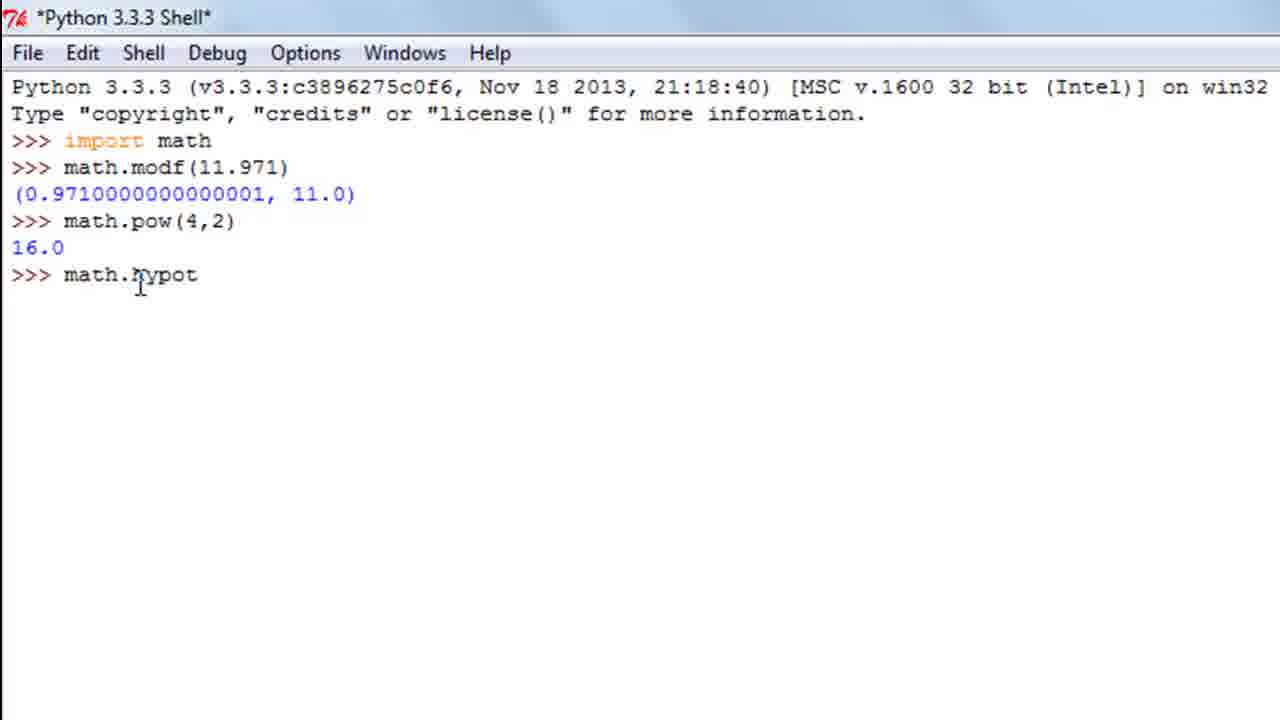 *Python 3.3.3 Shell*
File Edit Shell Debug Options Windows Help
Python 3.3.3 (v3.3.3:c3896275c0f6, Nov 18 2013, 21:18:40) [MSC v.1600 32 bit (Intel)] on win32
Type "copyright", "credits" or "license()" for more information.
>>> import math
>>> math.modf(11.971)
(0.9710000000000001, 11.0)
>>> math.pow(4,2)
16.0
>>> math.hypot